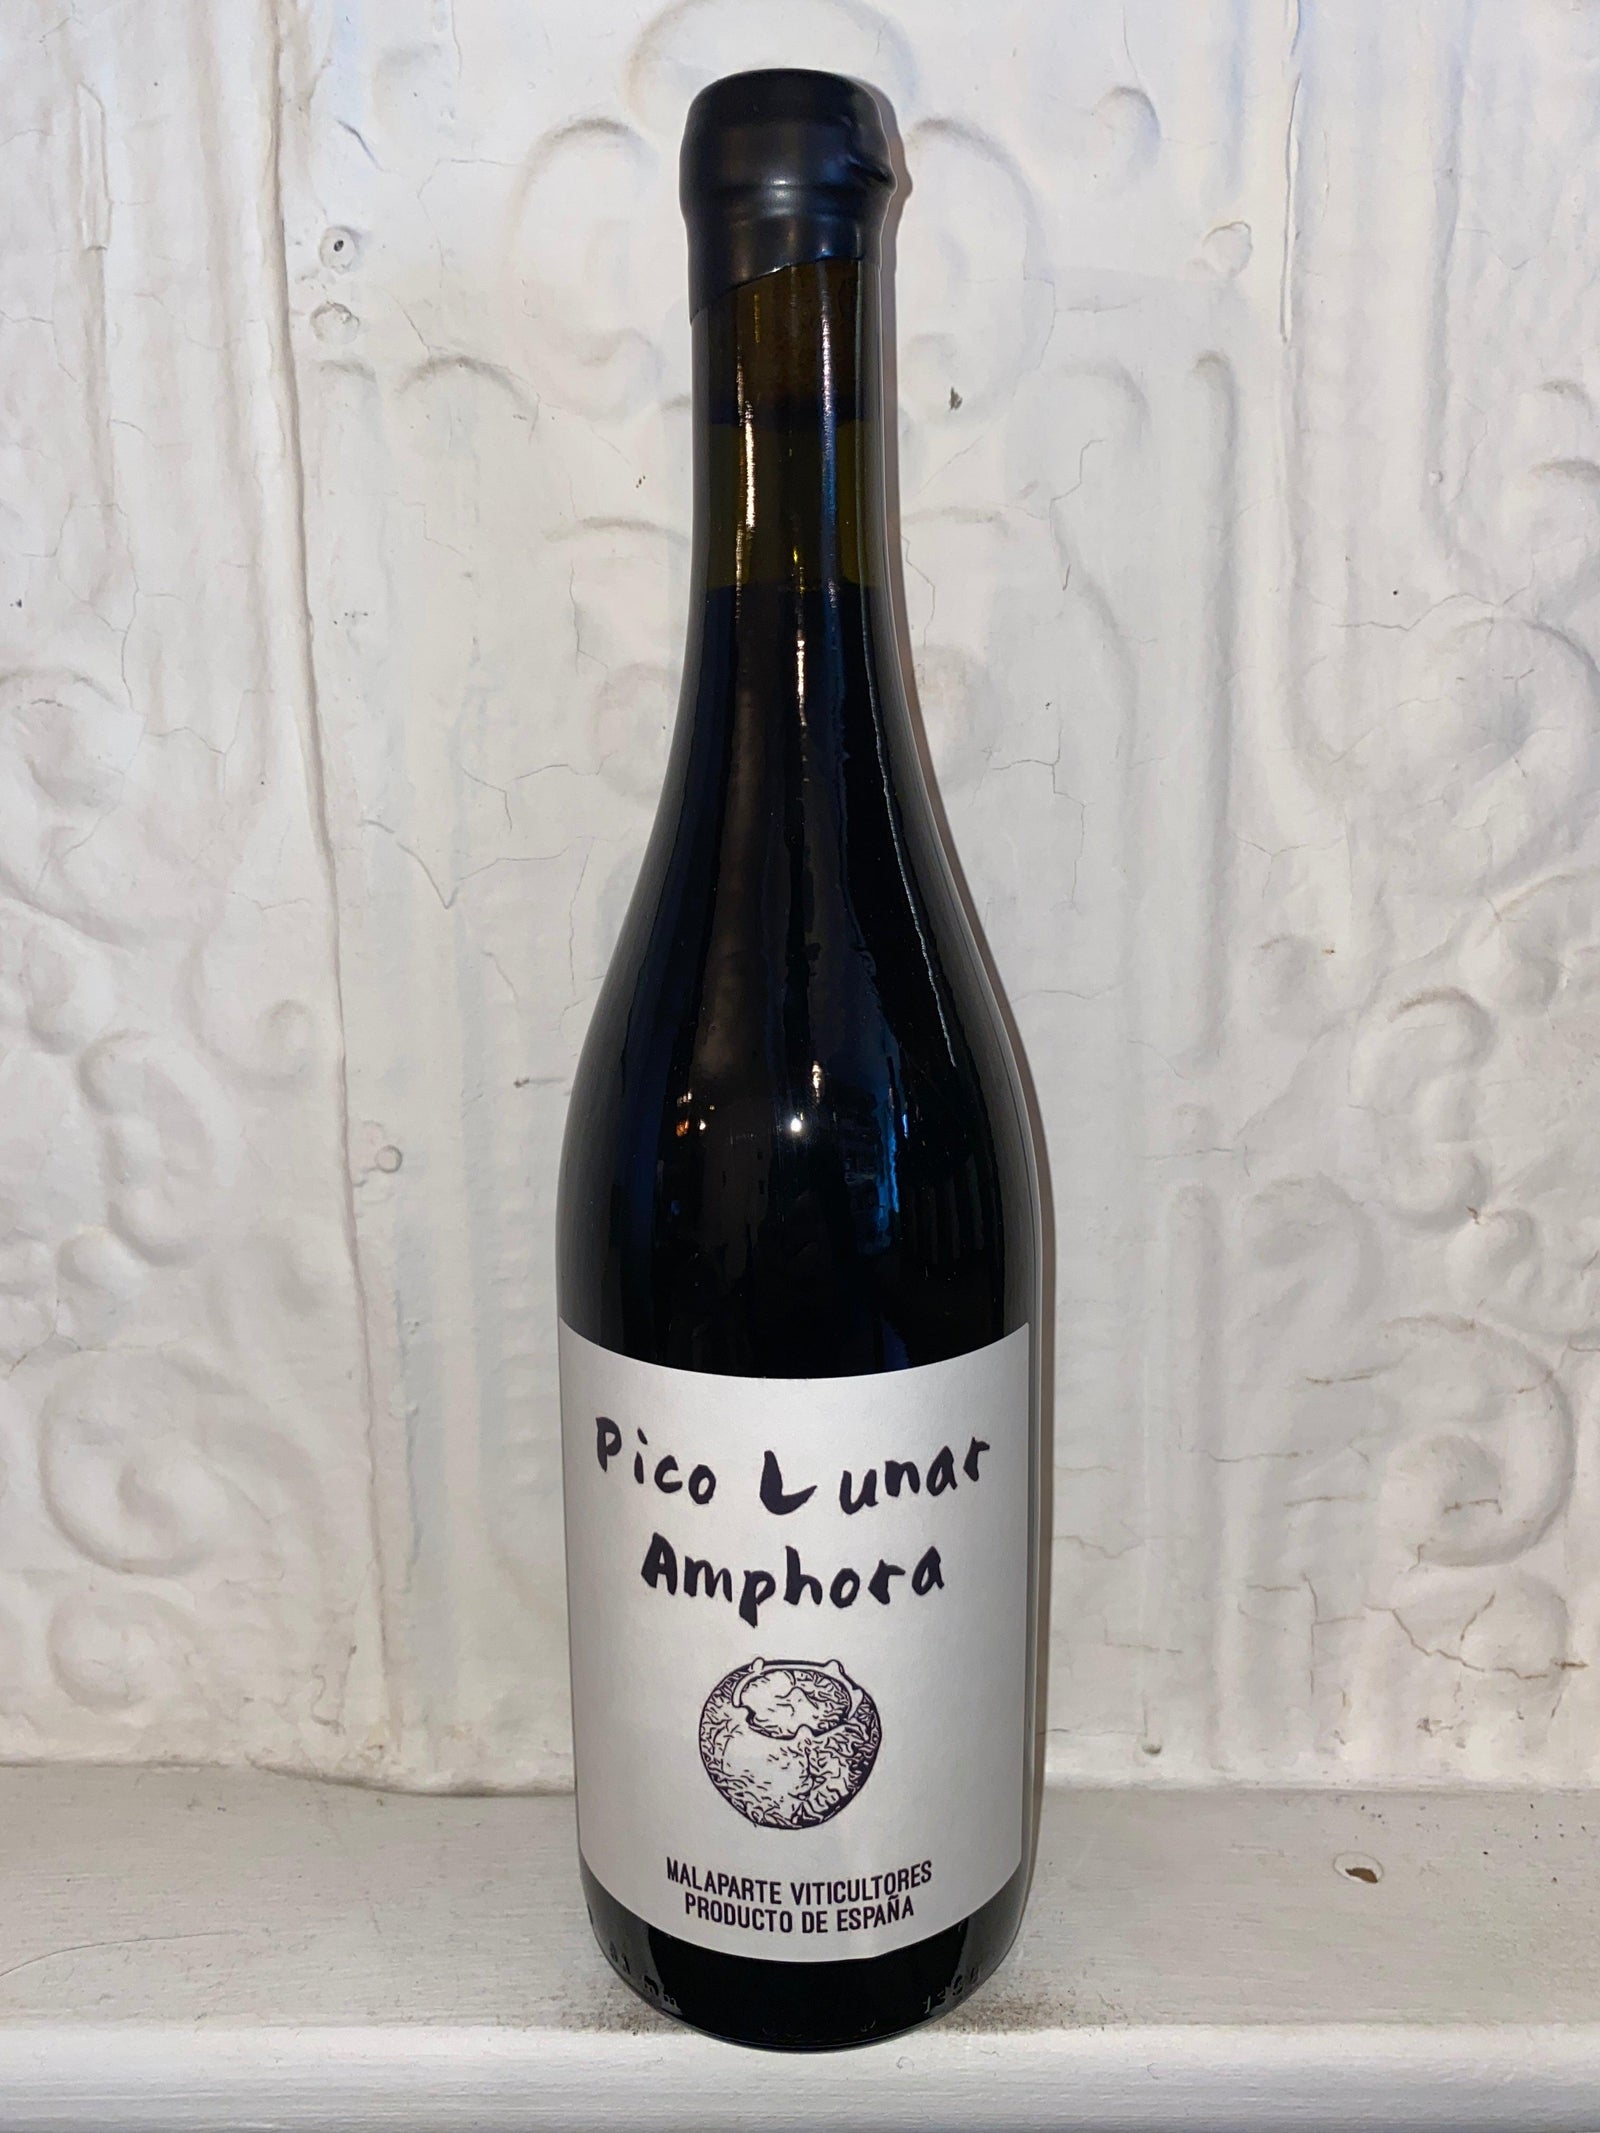 Pico Lunar
Amphora
MALAPARTE VITICULTORES
PRODUCTO DE ESPAÑA